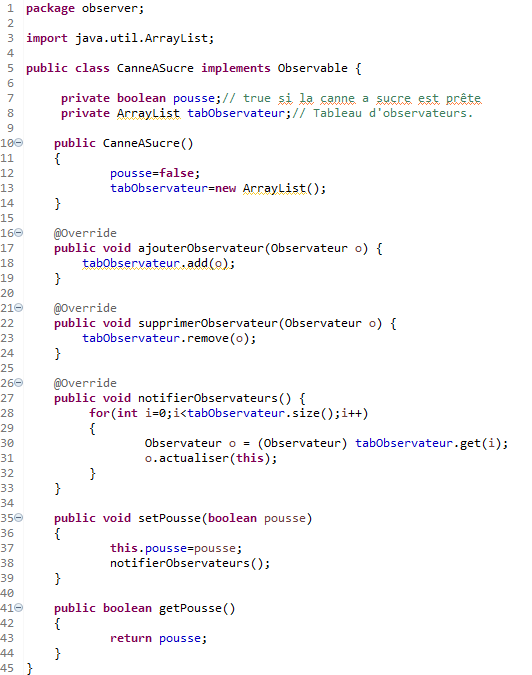 1 package observer;
2
3 import java.util.ArrayList;
4
5 public class CanneASucre implements Observable {
6
7 private boolean pousse;// true si la canne a sucre est prête
8 private ArrayList tabObservateur;// Tableau d'observateurs.
9
10 public CanneASucre()
11 {
12 pousse=false;
13 tabObservateur=new ArrayList();
14 }
15
16 @Override
17 public void ajouterObservateur(Observateur o) {
18 tabObservateur.add(o);
19 }
20
21 @Override
22 public void supprimerObservateur(Observateur o) {
23 tabObservateur.remove(o);
24 }
25
26 @Override
27 public void notifierObservateurs() {
28 for(int i=0;i<tabObservateur.size();i++)
29 {
30 Observateur o = (Observateur) tabObservateur.get(i);
31 o.actualiser(this);
32 }
33 }
34
35 public void setPousse(boolean pousse)
36 {
37 this.pousse=pousse;
38 notifierObservateurs();
39 }
40
41 public boolean getPousse()
42 {
43 return pousse;
44 }
45 }